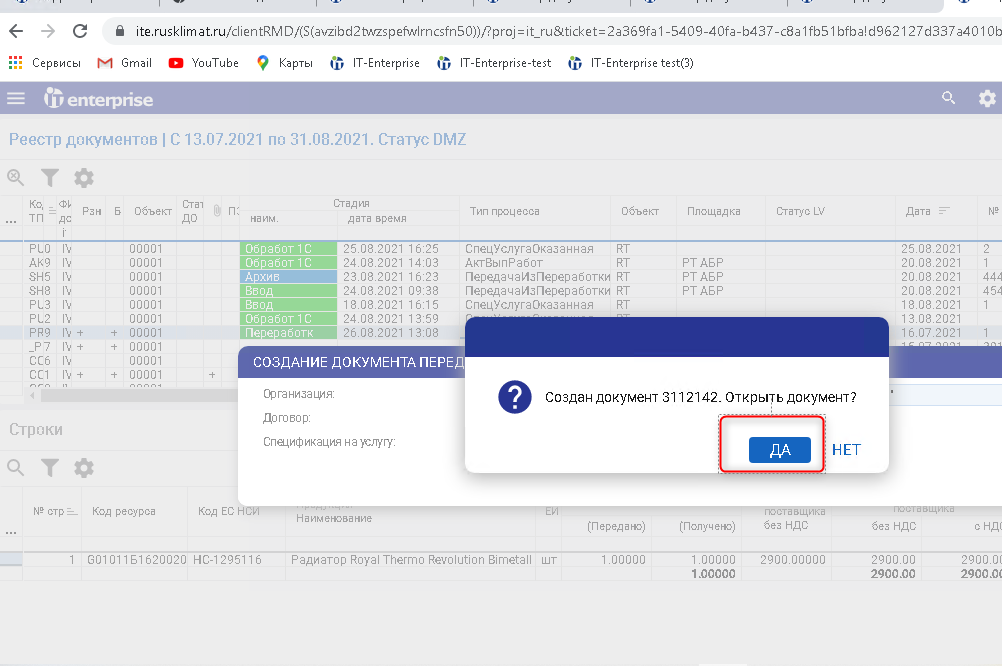 ite.rusklimat.ru/clientRMD/(S(avzibd2twzspefwlrncsfn50))/?proj=it_ru&ticket=2a369fa1-5409-40fa-b437-c8a1fb51bfba!d962127d337a4010b
Сервисы Gmail YouTube Карты IT-Enterprise IT-Enterprise-test IT-Enterprise test(3)
enterprise
Реестр документов | С 13.07.2021 по 31.08.2021. Статус DMZ
Стадия
... ТП до Рзн Б Объект ДО наим. дата время Тип процесса Объект Площадка Статус LV Дата №
PU0 IV 00001 Обработ 1С 25.08.2021 16:25 СпецУслугаОказанная RT 25.08.2021 2
AK9 IV 00001 Обработ 1С 24.08.2021 14:03 АктВыпРабот RT РТ АБР 20.08.2021 1
SH5 IV 00001 Архив 23.08.2021 16:23 ПередачаИзПереработки RT РТ АБР 20.08.2021 444
SH8 IV 00001 Ввод 24.08.2021 09:38 ПередачаИзПереработки RT РТ АБР 20.08.2021 454
PU3 IV 00001 Ввод 18.08.2021 16:15 СпецУслугаОказанная RT 18.08.2021 1
PU2 IV 00001 Обработ 1С 24.08.2021 13:59 13.08.2021
PR9 IV + + 00001 Переработк 26.08.2021 13:08 16.07.2021 1
_P7 IV + + 00001
CC6 IV 00001
CC1 IV + + 00001 +
СОЗДАНИЕ ДОКУМЕНТА ПЕРЕД
Организация:
Договор:
Спецификация на услугу:
Создан документ 3112142. Открыть документ?
ДА НЕТ
Строки
... № стр Код ресурса Код ЕС НСИ Наименование ЕИ (Передано) (Получено) поставщика без НДС без НДС с НДС
1 G01011Б1620020 НС-1295116 Радиатор Royal Thermo Revolution Bimetall шт 1.00000 1.00000 2900.00000 2900.00 2900.0
1.00000 2900.00 2900.0